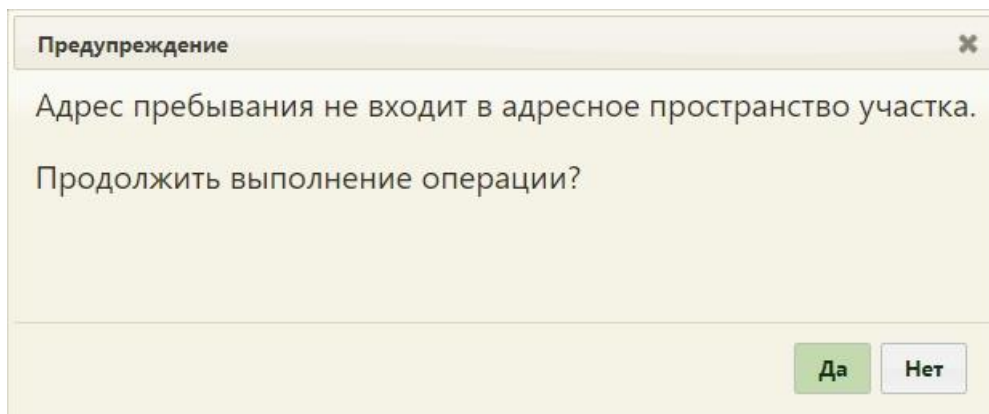 Предупреждение
Адрес пребывания не входит в адресное пространство участка.
Продолжить выполнение операции?
Да Нет